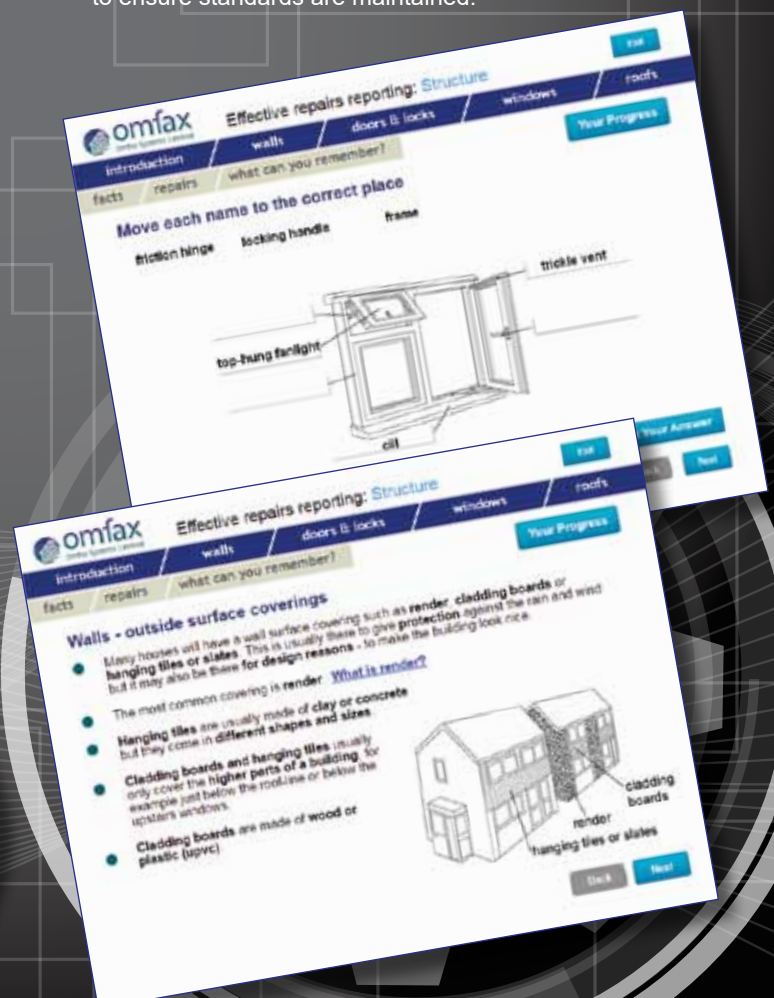 to ensure standards are maintained.
Exit
omfax
Effective repairs reporting: Structure
introduction
walls
doors & locks
windows
roofs
Your Progress
facts
repairs
what can you remember?
Move each name to the correct place
friction hinge
locking handle
frame
trickle vent
top-hung fanlight
cill
Your Answer
Next
Exit
omfax
Effective repairs reporting: Structure
introduction
walls
doors & locks
windows
roofs
Your Progress
facts
repairs
what can you remember?
Walls - outside surface coverings
Many houses will have a wall surface covering such as render, cladding boards or
hanging tiles or slates. This is usually there to give protection against the rain and wind
but it may also be there for design reasons - to make the building look nice.
The most common covering is render What is render?
Hanging tiles are usually made of clay or concrete
but they come in different shapes and sizes
Cladding boards and hanging tiles usually
only cover the higher parts of a building, for
example just below the roof-line or below the
upstairs windows.
Cladding boards are made of wood or
plastic (upvc)
cladding
boards
render
hanging tiles or slates
Back
Next